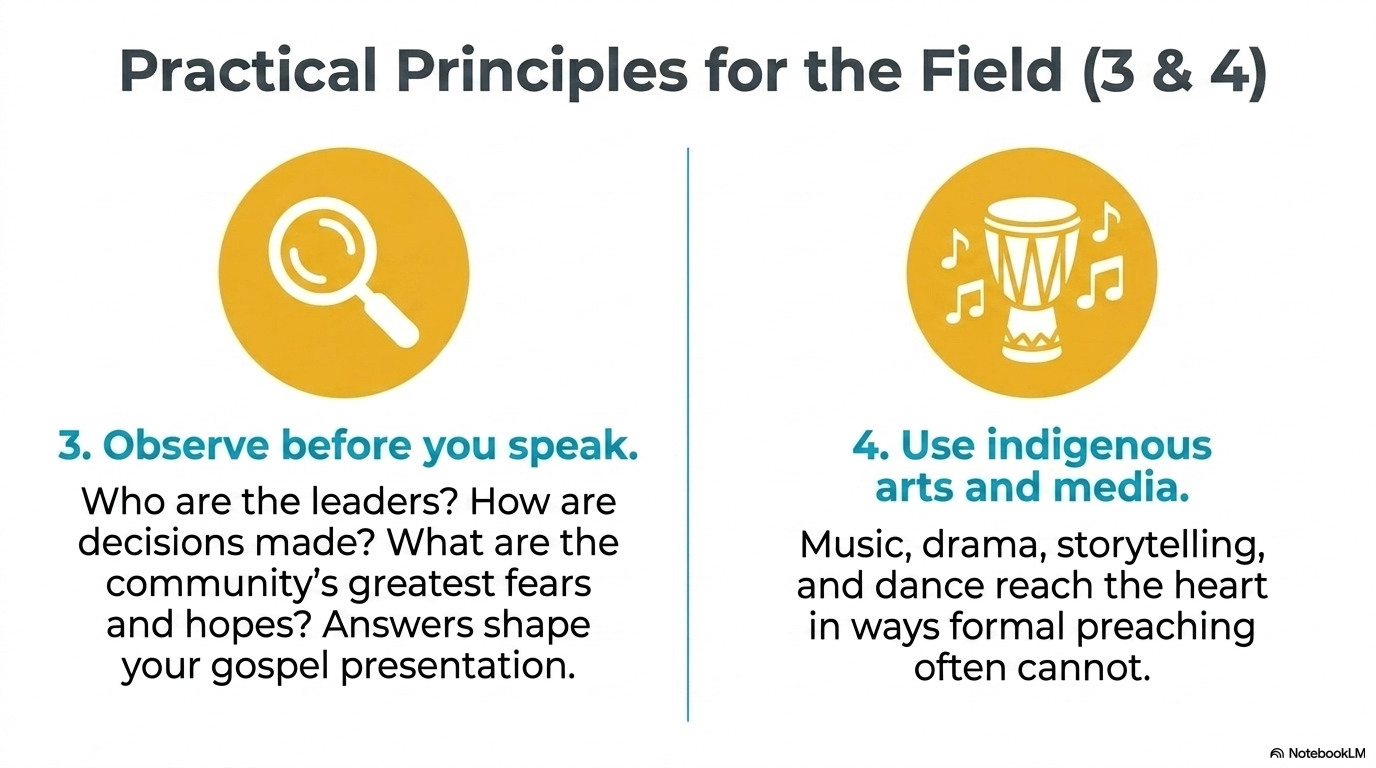 Practical Principles for the Field (3 & 4)
3. Observe before you speak.
Who are the leaders? How are
decisions made? What are the
community’s greatest fears
and hopes? Answers shape
your gospel presentation.
4. Use indigenous
arts and media.
Music, drama, storytelling,
and dance reach the heart
in ways formal preaching
often cannot.
NotebookLM